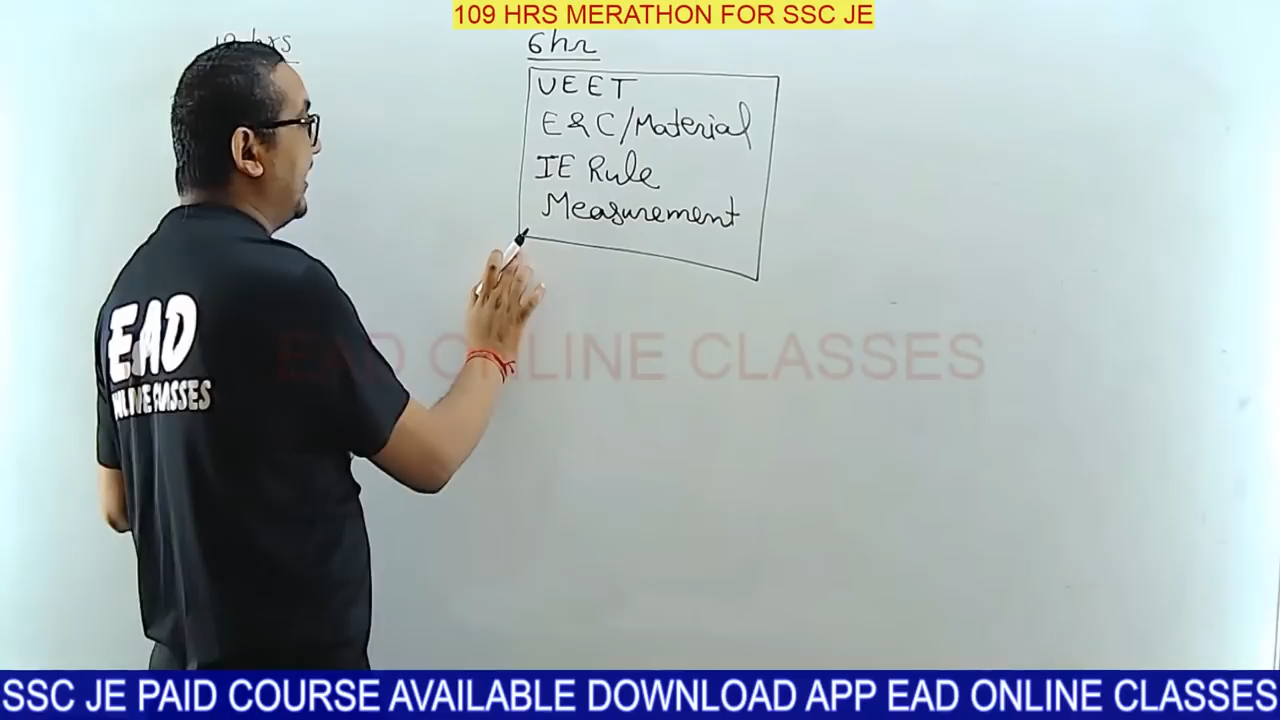 109 HRS MERATHON FOR SSC JE
hrs
6hr
UEET
E & C/Material
IE Rule
Measurement
EAD
ONLINE CLASSES
EAD ONLINE CLASSES
SSC JE PAID COURSE AVAILABLE DOWNLOAD APP EAD ONLINE CLASSES